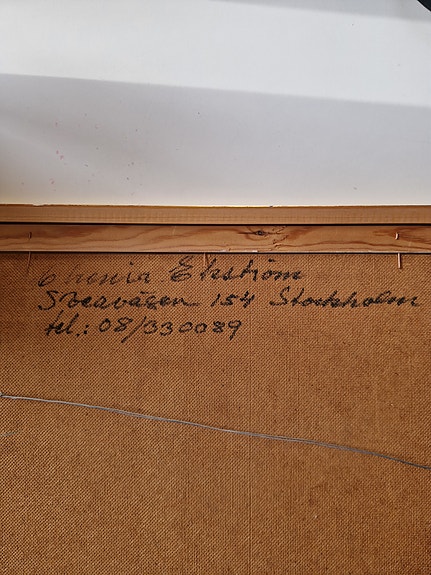 Ekström
Sveavägen 154 Stockholm
tel.: 08/330089